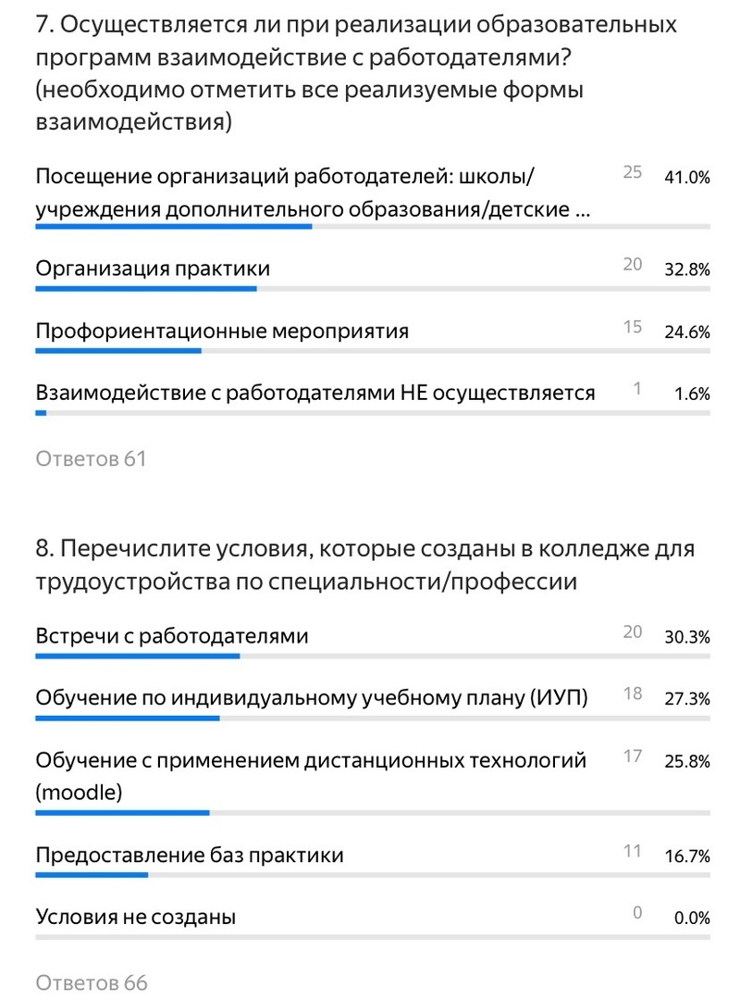 7. Осуществляется ли при реализации образовательных
программ взаимодействие с работодателями?
(необходимо отметить все реализуемые формы
взаимодействия)
Посещение организаций работодателей: школы/ 25 41.0%
учреждения дополнительного образования/детские ...
Организация практики 20 32.8%
Профориентационные мероприятия 15 24.6%
Взаимодействие с работодателями НЕ осуществляется 1 1.6%
Ответов 61
8. Перечислите условия, которые созданы в колледже для
трудоустройства по специальности/профессии
Встречи с работодателями 20 30.3%
Обучение по индивидуальному учебному плану (ИУП) 18 27.3%
Обучение с применением дистанционных технологий 17 25.8%
(moodle)
Предоставление баз практики 11 16.7%
Условия не созданы 0 0.0%
Ответов 66